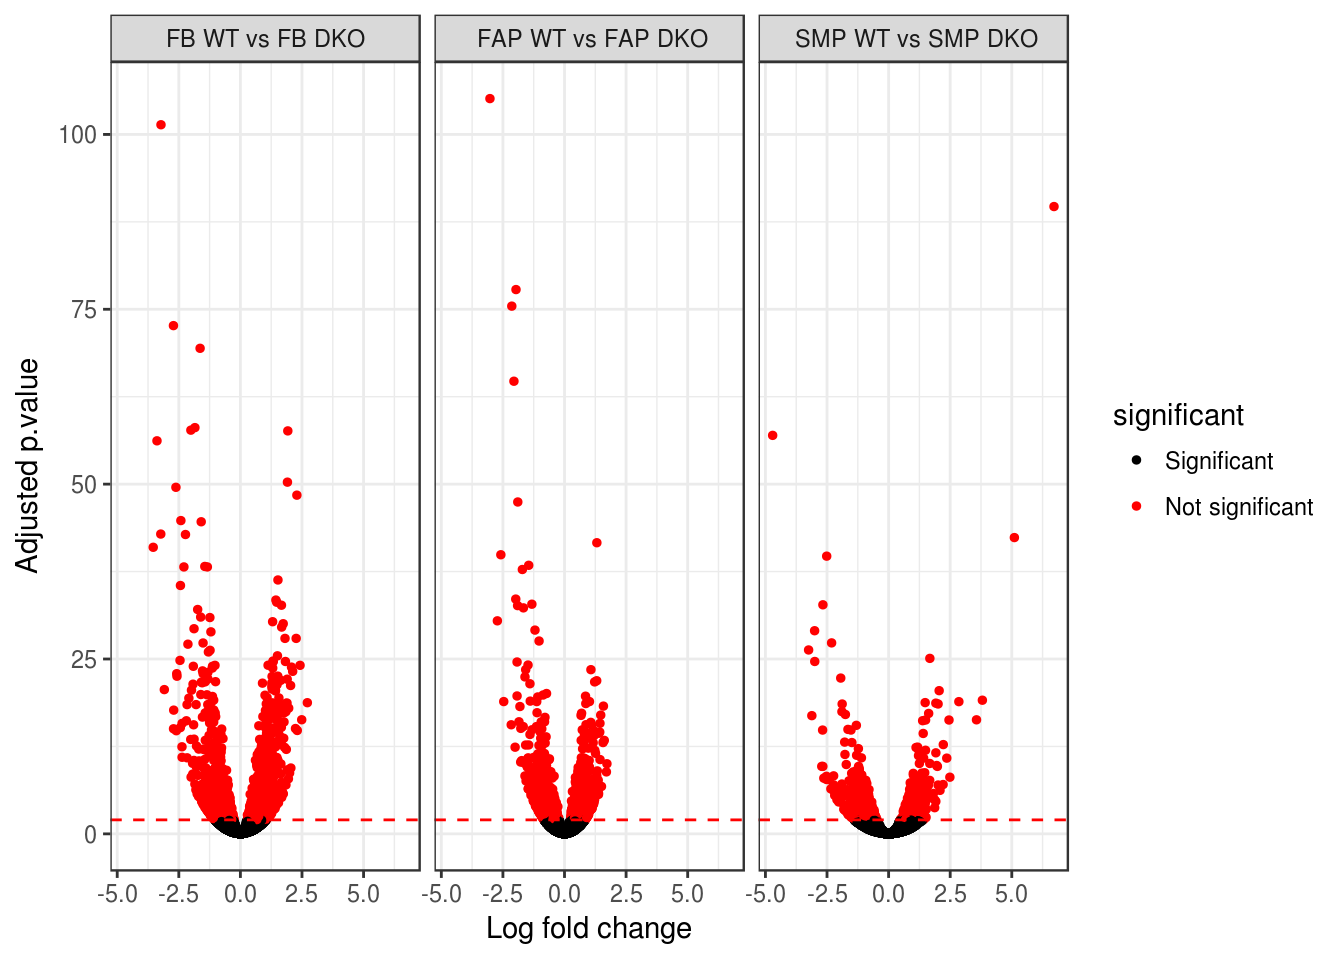 FB WT vs FB DKO
FAP WT vs FAP DKO
SMP WT vs SMP DKO
Adjusted p.value
100
75
50
25
0
-5.0 -2.5 0.0 2.5 5.0
-5.0 -2.5 0.0 2.5 5.0
-5.0 -2.5 0.0 2.5 5.0
Log fold change
significant
Significant
Not significant